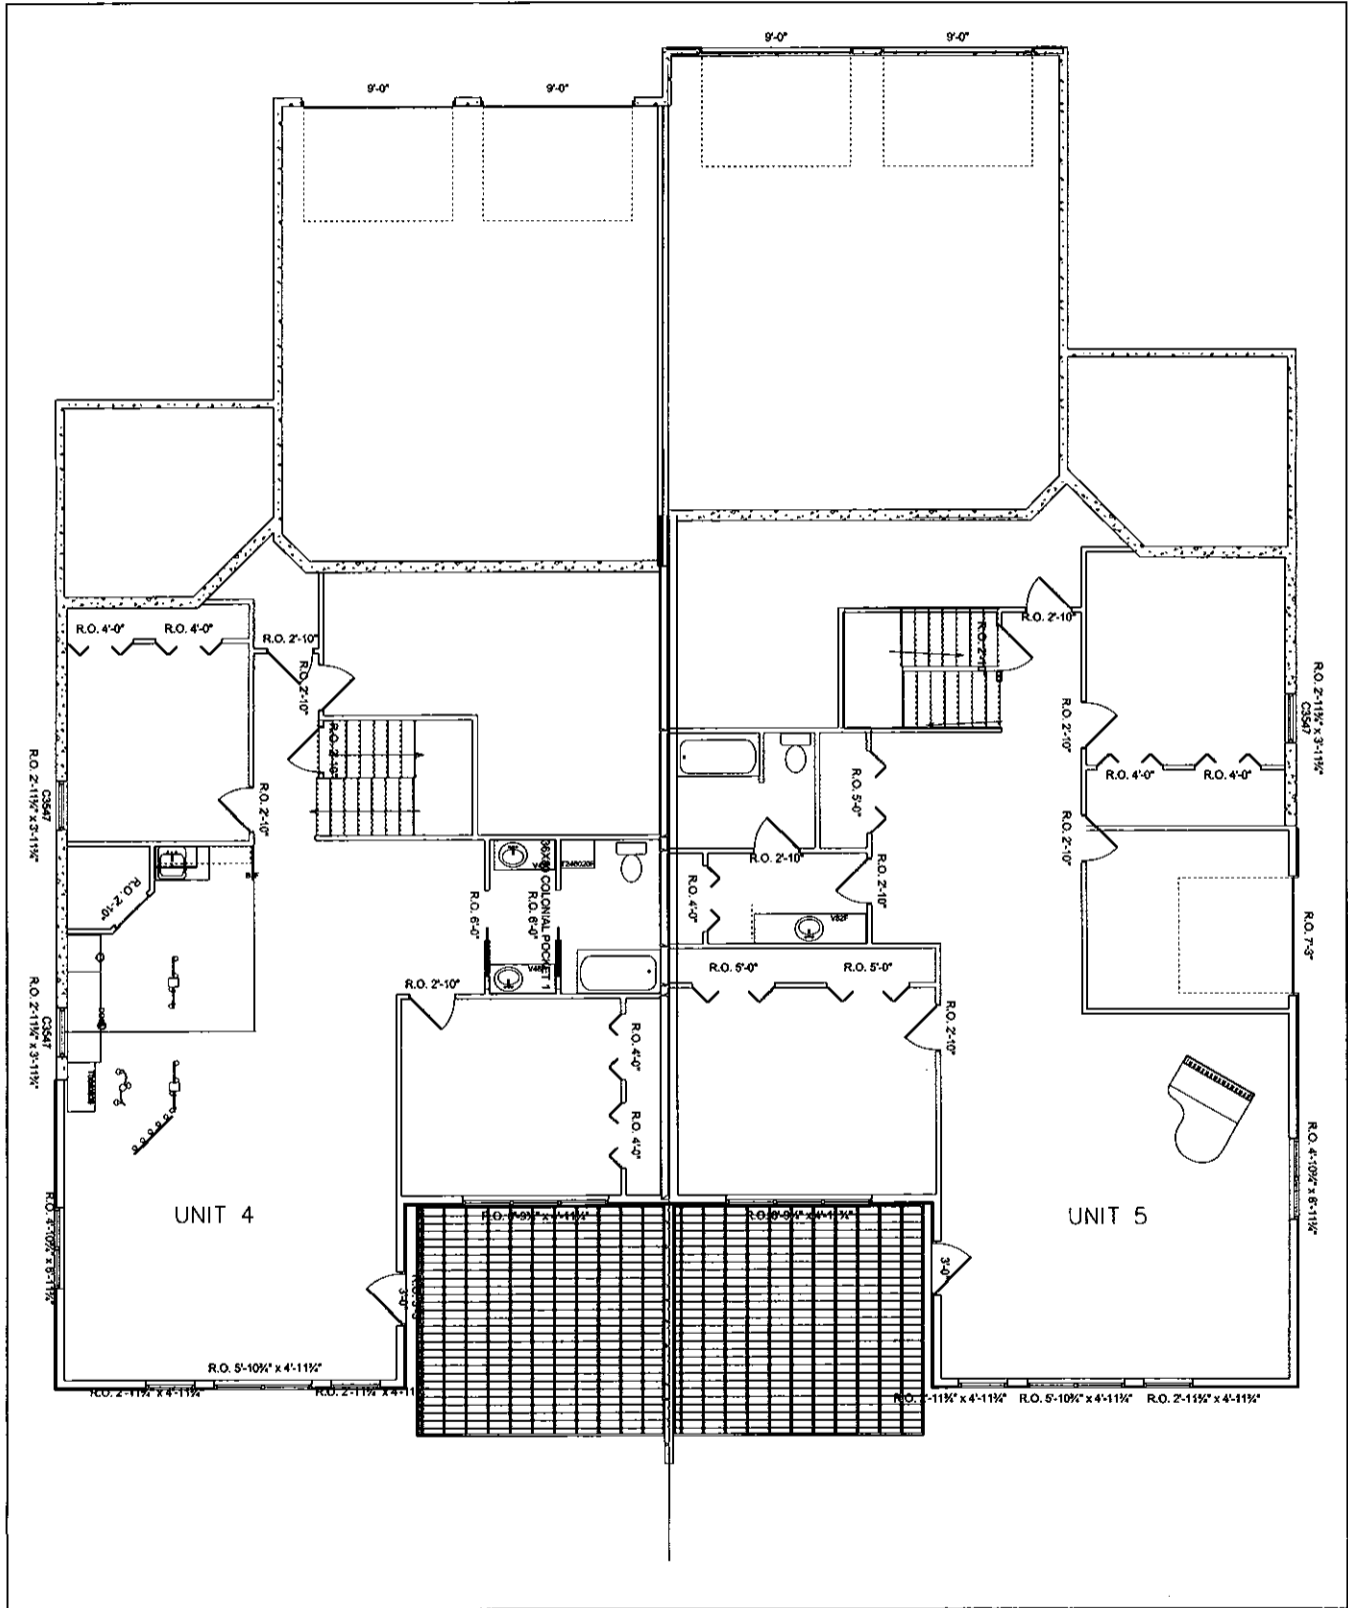 9'-0"
9'-0"
9'-0"
9'-0"
R.O. 4'-0"
R.O. 4'-0"
R.O. 2'-10"
R.O. 2'-10"
R.O. 2'-10"
R.O. 2'-10"
R.O. 2'-10"
R.O. 2'-10"
R.O. 2'-11¾" x 3'-11¾"
C3547
R.O. 2'-10"
R.O. 4'-0"
R.O. 4'-0"
R.O. 2'-10"
C3547
R.O. 2'-11¾" x 3'-11¾"
R.O. 2'-10"
R.O. 5'-0"
R.O. 2'-10"
R.O. 2'-10"
R.O. 2'-10"
R.O. 4'-0"
36X80 COLONIAL POCKET 1
R.O. 6'-0"
R.O. 6'-0"
R.O. 7'-3"
R.O. 5'-0"
R.O. 5'-0"
R.O. 2'-10"
R.O. 2'-10"
C3547
R.O. 2'-11¾" x 3'-11¾"
R.O. 4'-0"
R.O. 4'-0"
R.O. 4'-10¾" x 6'-11¾"
UNIT 4
UNIT 5
R.O. 4'-10¾" x 6'-11¾"
3'-0"
3'-0"
R.O. 5'-10¾" x 4'-11¾"
R.O. 2'-11¾" x 4'-11¾"
R.O. 5'-10¾" x 4'-11¾"
R.O. 2'-11¾" x 4'-11¾"